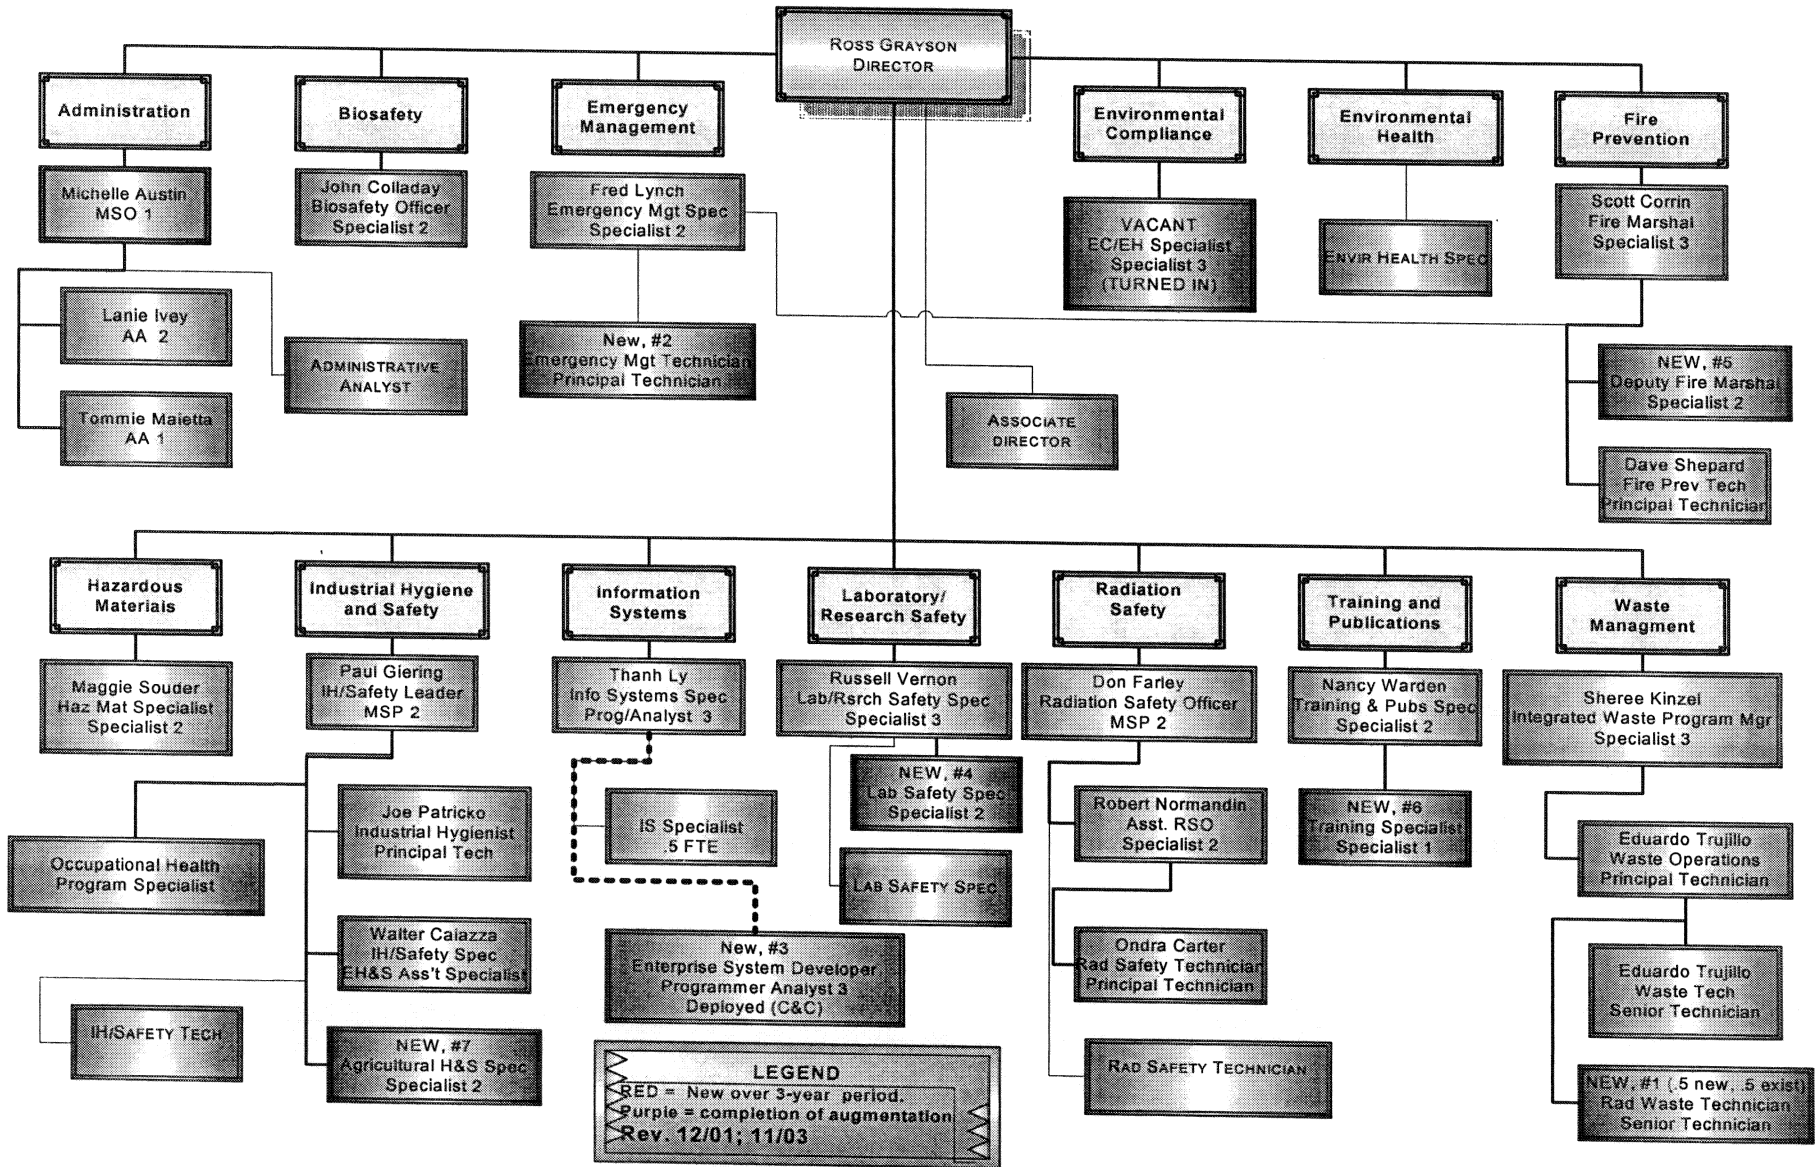 ROSS GRAYSON
DIRECTOR
Administration
Biosafety
Emergency
Management
Environmental
Compliance
Environmental
Health
Fire
Prevention
Michelle Austin
MSO 1
John Colladay
Biosafety Officer
Specialist 2
Fred Lynch
Emergency Mgt Spec
Specialist 2
VACANT
EC/EH Specialist
Specialist 3
(TURNED IN)
ENVIR HEALTH SPEC
Scott Corrin
Fire Marshal
Specialist 3
Lanie Ivey
AA 2
ADMINISTRATIVE
ANALYST
New, #2
Emergency Mgt Technician
Principal Technician
NEW, #5
Deputy Fire Marshal
Specialist 2
Tommie Maietta
AA 1
ASSOCIATE
DIRECTOR
Dave Shepard
Fire Prev Tech
Principal Technician
Hazardous
Materials
Industrial Hygiene
and Safety
Information
Systems
Laboratory/
Research Safety
Radiation
Safety
Training and
Publications
Waste
Managment
Maggie Souder
Haz Mat Specialist
Specialist 2
Paul Giering
IH/Safety Leader
MSP 2
Thanh Ly
Info Systems Spec
Prog/Analyst 3
Russell Vernon
Lab/Rsrch Safety Spec
Specialist 3
Don Farley
Radiation Safety Officer
MSP 2
Nancy Warden
Training & Pubs Spec
Specialist 2
Sheree Kinzel
Integrated Waste Program Mgr
Specialist 3
Occupational Health
Program Specialist
Joe Patricko
Industrial Hygienist
Principal Tech
IS Specialist
.5 FTE
NEW, #4
Lab Safety Spec
Specialist 2
LAB SAFETY SPEC
Robert Normandin
Asst. RSO
Specialist 2
NEW, #6
Training Specialist
Specialist 1
Eduardo Trujillo
Waste Operations
Principal Technician
Walter Caiazza
IH/Safety Spec
EH&S Ass't Specialist
New, #3
Enterprise System Developer
Programmer Analyst 3
Deployed (C&C)
Ondra Carter
Rad Safety Technician
Principal Technician
Eduardo Trujillo
Waste Tech
Senior Technician
IH/SAFETY TECH
NEW, #7
Agricultural H&S Spec
Specialist 2
RAD SAFETY TECHNICIAN
NEW, #1 (.5 new, .5 exist)
Rad Waste Technician
Senior Technician
LEGEND
RED = New over 3-year period.
Purple = completion of augmentation
Rev. 12/01; 11/03